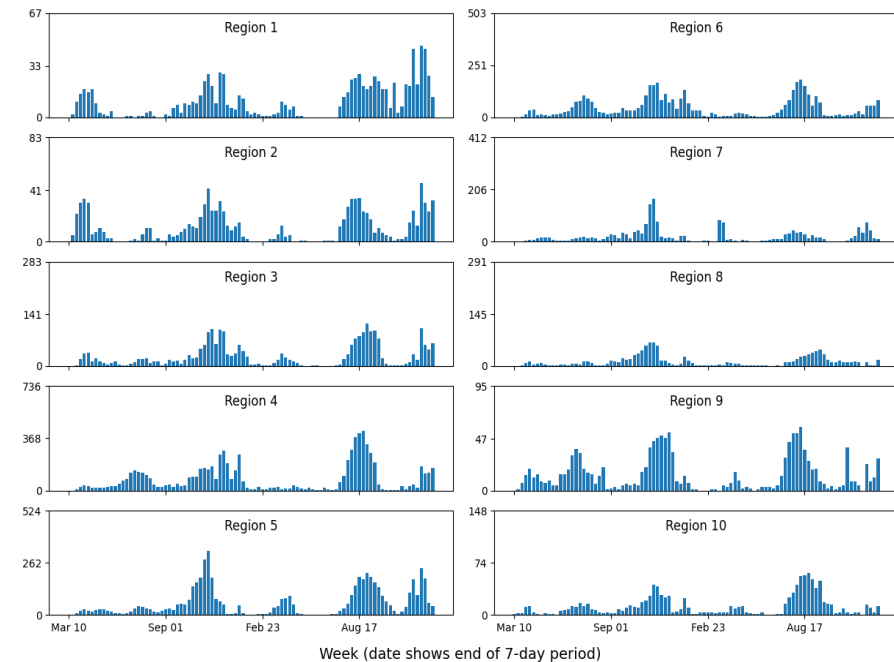 67
33
0
Region 1
503
251
0
Region 6
83
41
0
Region 2
412
206
0
Region 7
283
141
0
Region 3
291
145
0
Region 8
736
368
0
Region 4
95
47
0
Region 9
524
262
0
Region 5
148
74
0
Region 10
Mar 10 Sep 01 Feb 23 Aug 17
Mar 10 Sep 01 Feb 23 Aug 17
Week (date shows end of 7-day period)